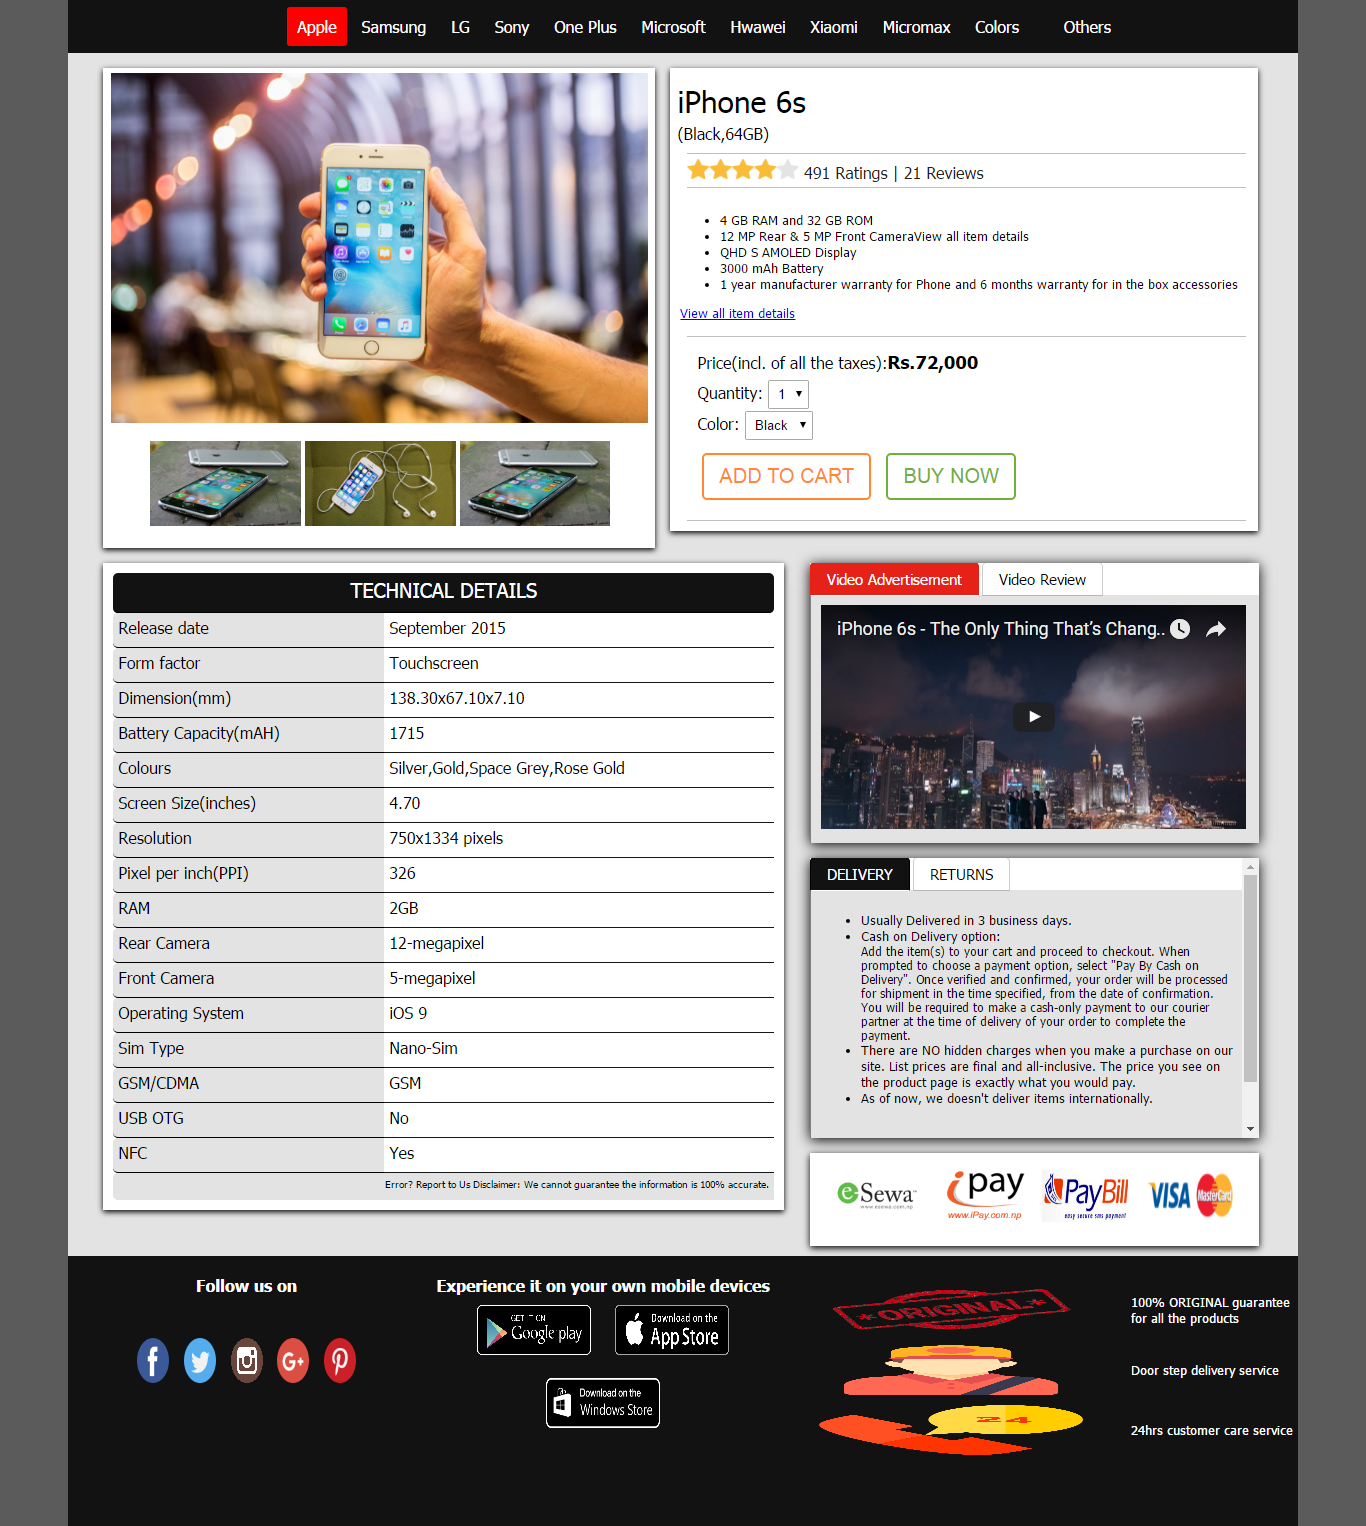 Apple Samsung LG Sony One Plus Microsoft Hwawei Xiaomi Micromax Colors Others
iPhone 6s
(Black,64GB)
491 Ratings | 21 Reviews
4 GB RAM and 32 GB ROM
12 MP Rear & 5 MP Front CameraView all item details
QHD S AMOLED Display
3000 mAh Battery
1 year manufacturer warranty for Phone and 6 months warranty for in the box accessories
View all item details
Price(incl. of all the taxes):Rs.72,000
Quantity: 1
Color: Black
ADD TO CART BUY NOW
TECHNICAL DETAILS
Release date September 2015
Form factor Touchscreen
Dimension(mm) 138.30x67.10x7.10
Battery Capacity(mAH) 1715
Colours Silver,Gold,Space Grey,Rose Gold
Screen Size(inches) 4.70
Resolution 750x1334 pixels
Pixel per inch(PPI) 326
RAM 2GB
Rear Camera 12-megapixel
Front Camera 5-megapixel
Operating System iOS 9
Sim Type Nano-Sim
GSM/CDMA GSM
USB OTG No
NFC Yes
Error? Report to Us Disclaimer: We cannot guarantee the information is 100% accurate.
Video Advertisement Video Review
iPhone 6s - The Only Thing That's Chang..
DELIVERY RETURNS
Usually Delivered in 3 business days.
Cash on Delivery option:
Add the item(s) to your cart and proceed to checkout. When
prompted to choose a payment option, select "Pay By Cash on
Delivery". Once verified and confirmed, your order will be processed
for shipment in the time specified, from the date of confirmation.
You will be required to make a cash-only payment to our courier
partner at the time of delivery of your order to complete the
payment.
There are NO hidden charges when you make a purchase on our
site. List prices are final and all-inclusive. The price you see on
the product page is exactly what you would pay.
As of now, we doesn't deliver items internationally.
eSewa
www.esewa.com.np
ipay
www.iPay.com.np
PayBill
easy secure sms payment
VISA MasterCard
Follow us on
Experience it on your own mobile devices
GET IT ON
Google play
Download on the
App Store
Download on the
Windows Store
ORIGINAL
100% ORIGINAL guarantee
for all the products
Door step delivery service
24
24hrs customer care service